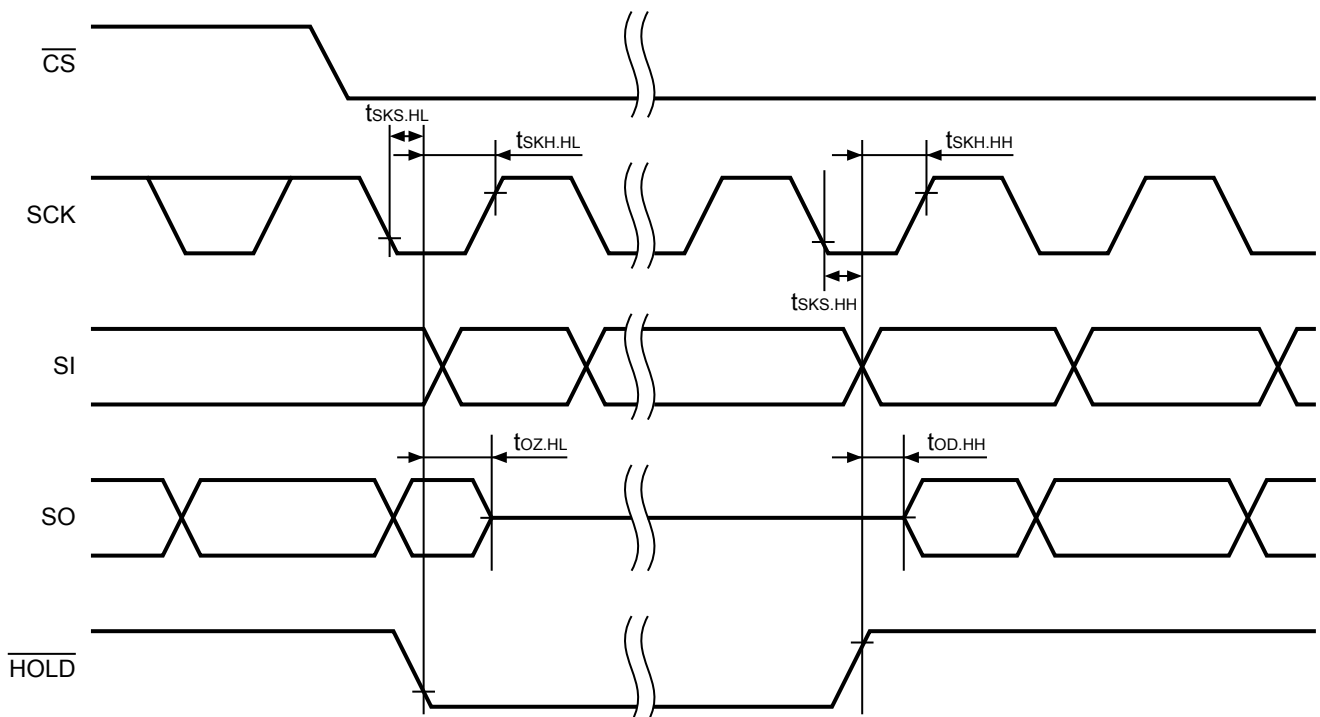 CS
tSKS.HL
tSKH.HL
tSKH.HH
SCK
tSKS.HH
SI
tOZ.HL
tOD.HH
SO
HOLD